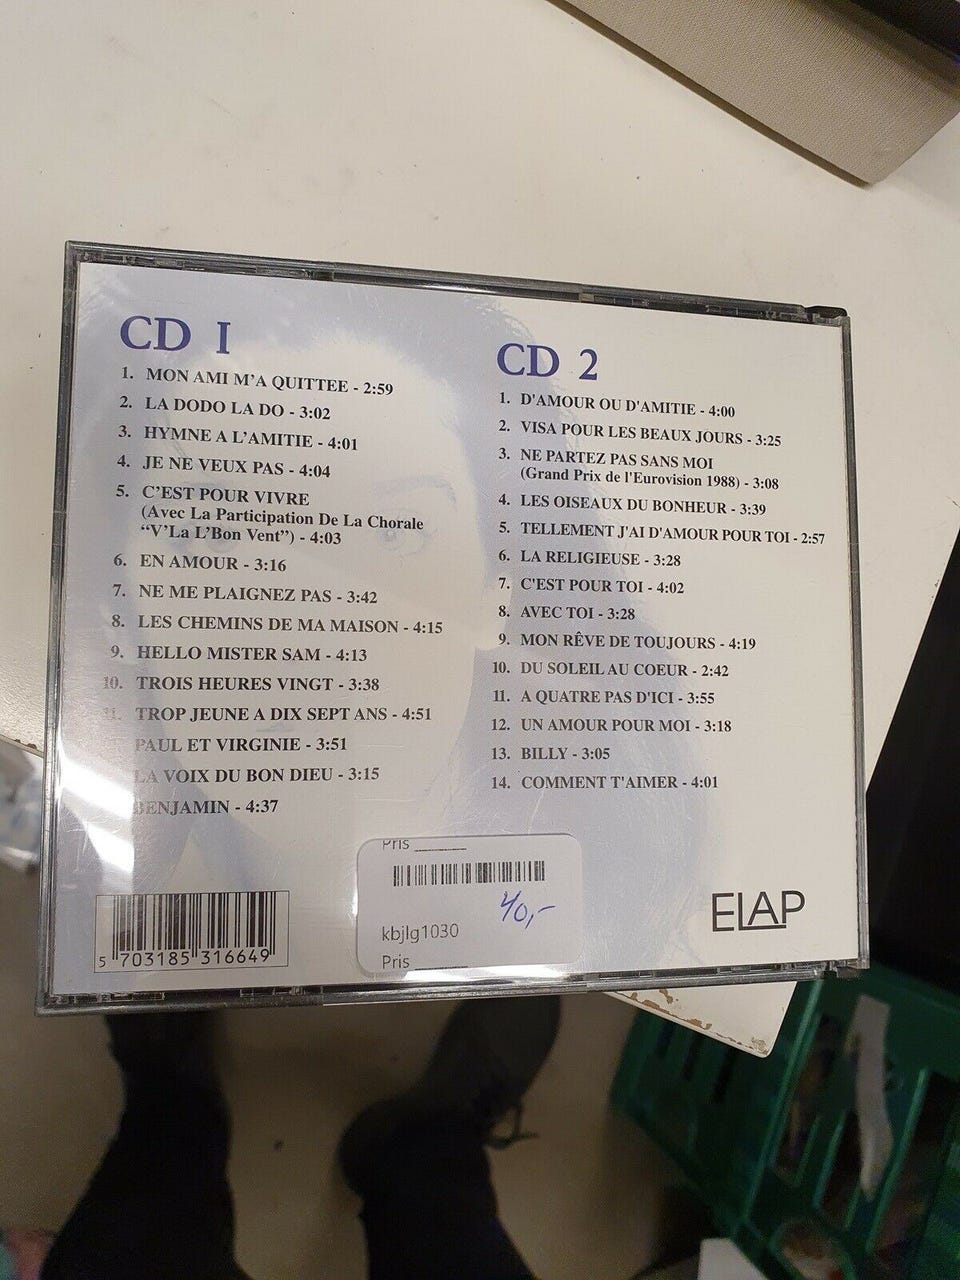 CD I
1. MON AMI M'A QUITTEE - 2:59
2. LA DODO LA DO - 3:02
3. HYMNE A L'AMITIE - 4:01
4. JE NE VEUX PAS - 4:04
5. C'EST POUR VIVRE
(Avec La Participation De La Chorale
“V'La L'Bon Vent”) - 4:03
6. EN AMOUR - 3:16
7. NE ME PLAIGNEZ PAS - 3:42
8. LES CHEMINS DE MA MAISON - 4:15
9. HELLO MISTER SAM - 4:13
10. TROIS HEURES VINGT - 3:38
11. TROP JEUNE A DIX SEPT ANS - 4:51
PAUL ET VIRGINIE - 3:51
LA VOIX DU BON DIEU - 3:15
BENJAMIN - 4:37
CD 2
1. D'AMOUR OU D'AMITIE - 4:00
2. VISA POUR LES BEAUX JOURS - 3:25
3. NE PARTEZ PAS SANS MOI
(Grand Prix de l'Eurovision 1988) - 3:08
4. LES OISEAUX DU BONHEUR - 3:39
5. TELLEMENT J'AI D'AMOUR POUR TOI - 2:57
6. LA RELIGIEUSE - 3:28
7. C'EST POUR TOI - 4:02
8. AVEC TOI - 3:28
9. MON RÊVE DE TOUJOURS - 4:19
10. DU SOLEIL AU COEUR - 2:42
11. A QUATRE PAS D'ICI - 3:55
12. UN AMOUR POUR MOI - 3:18
13. BILLY - 3:05
14. COMMENT T'AIMER - 4:01
Pris
40,-
kbjlg1030
Pris
5 703185 316649
ELAP